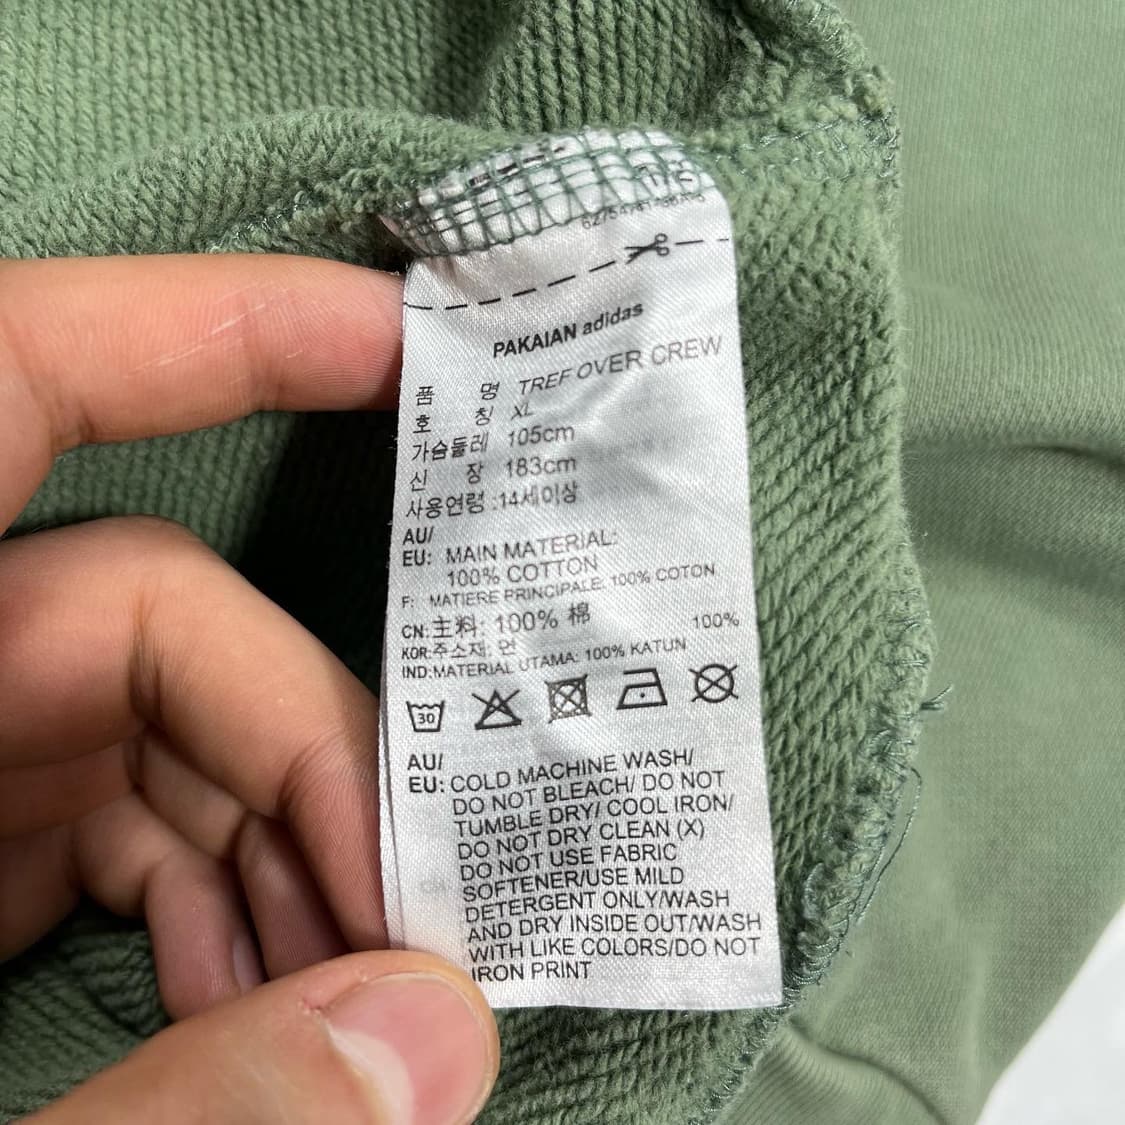 PAKAIAN adidas
품 명 TREF OVER CREW
호 칭 XL
가슴둘레 105cm
신 장 183cm
사용연령 :14세이상
AU/
EU: MAIN MATERIAL:
100% COTTON
F: MATIERE PRINCIPALE: 100% COTON
CN:主料: 100% 棉
KOR:주소재: 면 100%
IND:MATERIAL UTAMA: 100% KATUN
30
AU/
EU: COLD MACHINE WASH/
DO NOT BLEACH/ DO NOT
TUMBLE DRY/ COOL IRON/
DO NOT DRY CLEAN (X)
DO NOT USE FABRIC
SOFTENER/USE MILD
DETERGENT ONLY/WASH
AND DRY INSIDE OUT/WASH
WITH LIKE COLORS/DO NOT
IRON PRINT